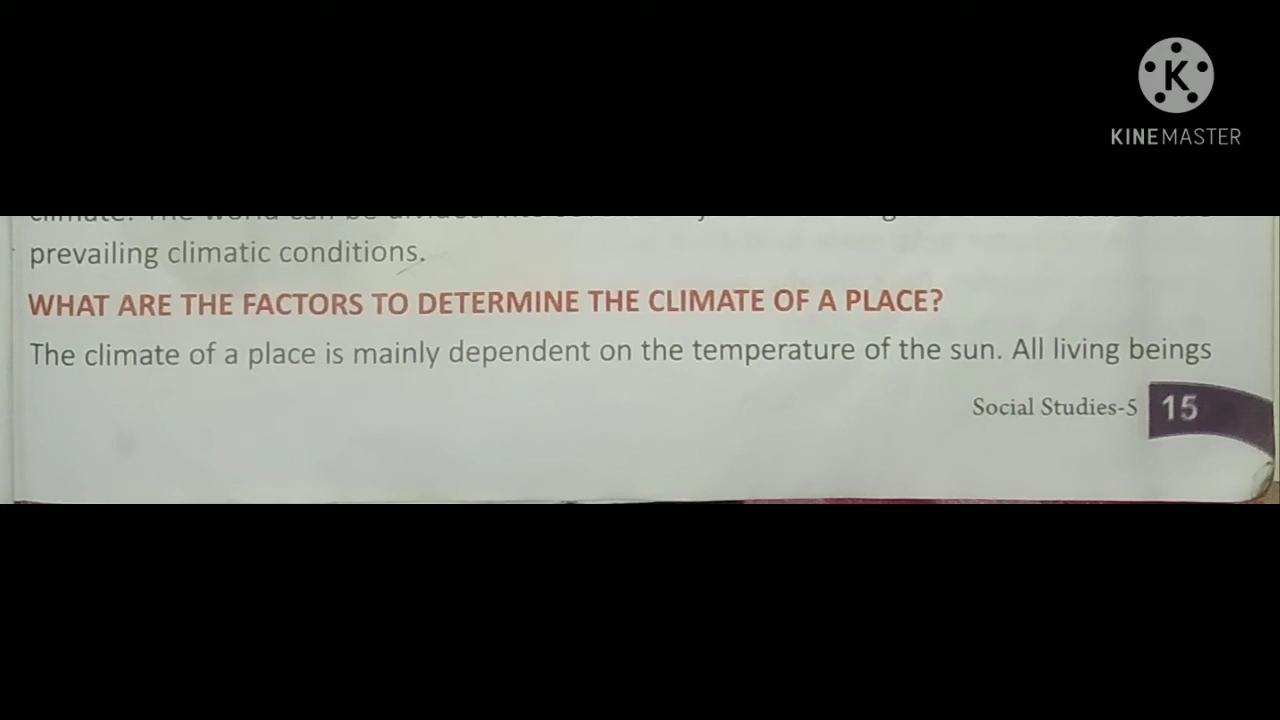 KINEMASTER
prevailing climatic conditions.
WHAT ARE THE FACTORS TO DETERMINE THE CLIMATE OF A PLACE?
The climate of a place is mainly dependent on the temperature of the sun. All living beings
Social Studies-5 15